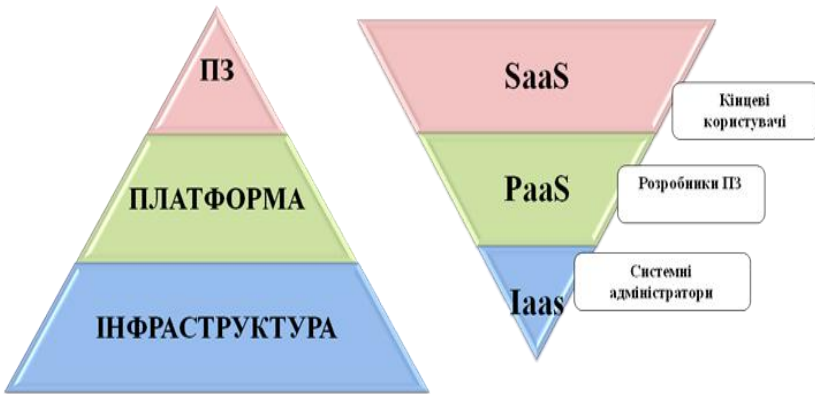 ПЗ
ПЛАТФОРМА
ІНФРАСТРУКТУРА
SaaS
PaaS
Iaas
Кінцеві
користувачі
Розробники ПЗ
Системні
адміністратори